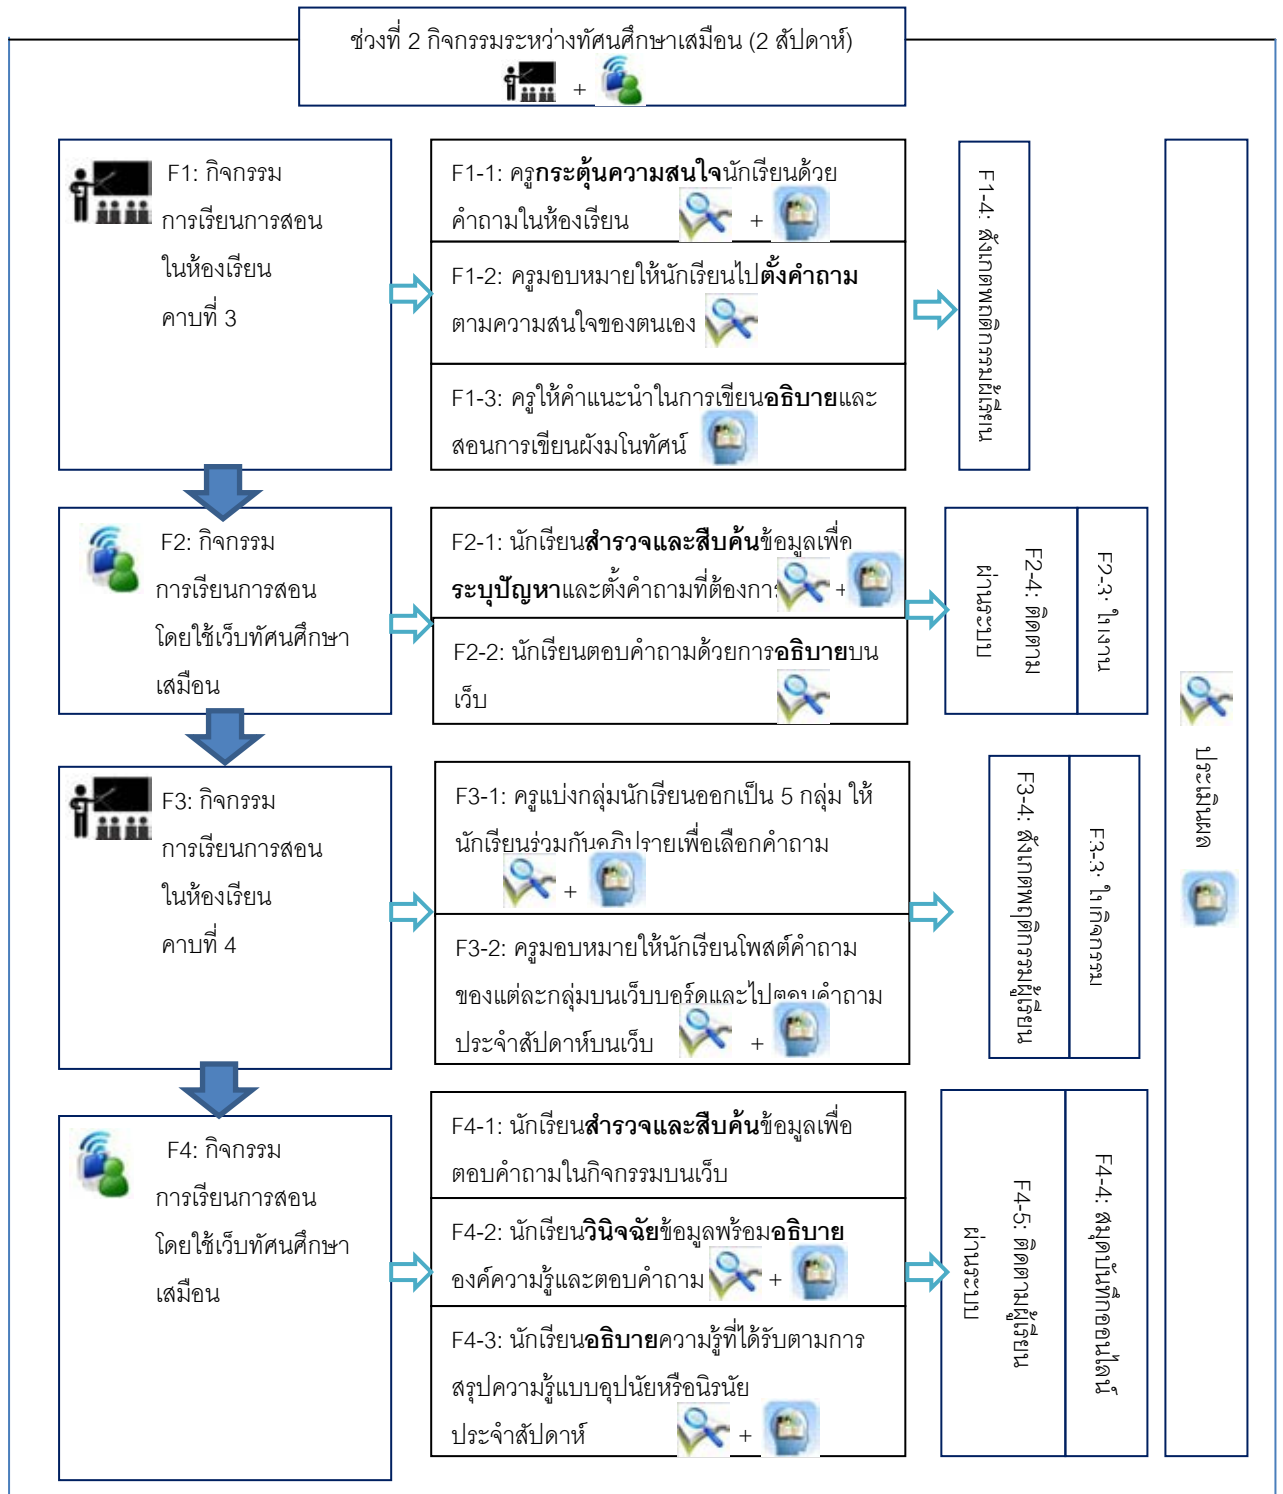 ช่วงที่ 2 กิจกรรมระหว่างทัศนศึกษาเสมือน (2 สัปดาห์)
+
F1: กิจกรรม
การเรียนการสอน
ในห้องเรียน
คาบที่ 3
F1-1: ครูกระตุ้นความสนใจนักเรียนด้วย
คำถามในห้องเรียน +
F1-2: ครูมอบหมายให้นักเรียนไปตั้งคำถาม
ตามความสนใจของตนเอง
F1-3: ครูให้คำแนะนำในการเขียนอธิบายและ
สอนการเขียนผังมโนทัศน์
F1-4: สังเกตพฤติกรรมผู้เรียน
F2: กิจกรรม
การเรียนการสอน
โดยใช้เว็บทัศนศึกษา
เสมือน
F2-1: นักเรียนสำรวจและสืบค้นข้อมูลเพื่อ
ระบุปัญหาและตั้งคำถามที่ต้องการ +
F2-2: นักเรียนตอบคำถามด้วยการอธิบายบน
เว็บ
F2-3: ใบงาน
F2-4: ติดตาม
ผ่านระบบ
F3: กิจกรรม
การเรียนการสอน
ในห้องเรียน
คาบที่ 4
F3-1: ครูแบ่งกลุ่มนักเรียนออกเป็น 5 กลุ่ม ให้
นักเรียนร่วมกันอภิปรายเพื่อเลือกคำถาม
+
F3-2: ครูมอบหมายให้นักเรียนโพสต์คำถาม
ของแต่ละกลุ่มบนเว็บบอร์ดและไปตอบคำถาม
ประจำสัปดาห์บนเว็บ +
F3-3: ใบกิจกรรม
F3-4: สังเกตพฤติกรรมผู้เรียน
F4: กิจกรรม
การเรียนการสอน
โดยใช้เว็บทัศนศึกษา
เสมือน
F4-1: นักเรียนสำรวจและสืบค้นข้อมูลเพื่อ
ตอบคำถามในกิจกรรมบนเว็บ
F4-2: นักเรียนวินิจฉัยข้อมูลพร้อมอธิบาย
องค์ความรู้และตอบคำถาม +
F4-3: นักเรียนอธิบายความรู้ที่ได้รับตามการ
สรุปความรู้แบบอุปนัยหรือนิรนัย
ประจำสัปดาห์ +
F4-4: สมุดบันทึกออนไลน์
F4-5: ติดตามผู้เรียน
ผ่านระบบ
ประเมินผล